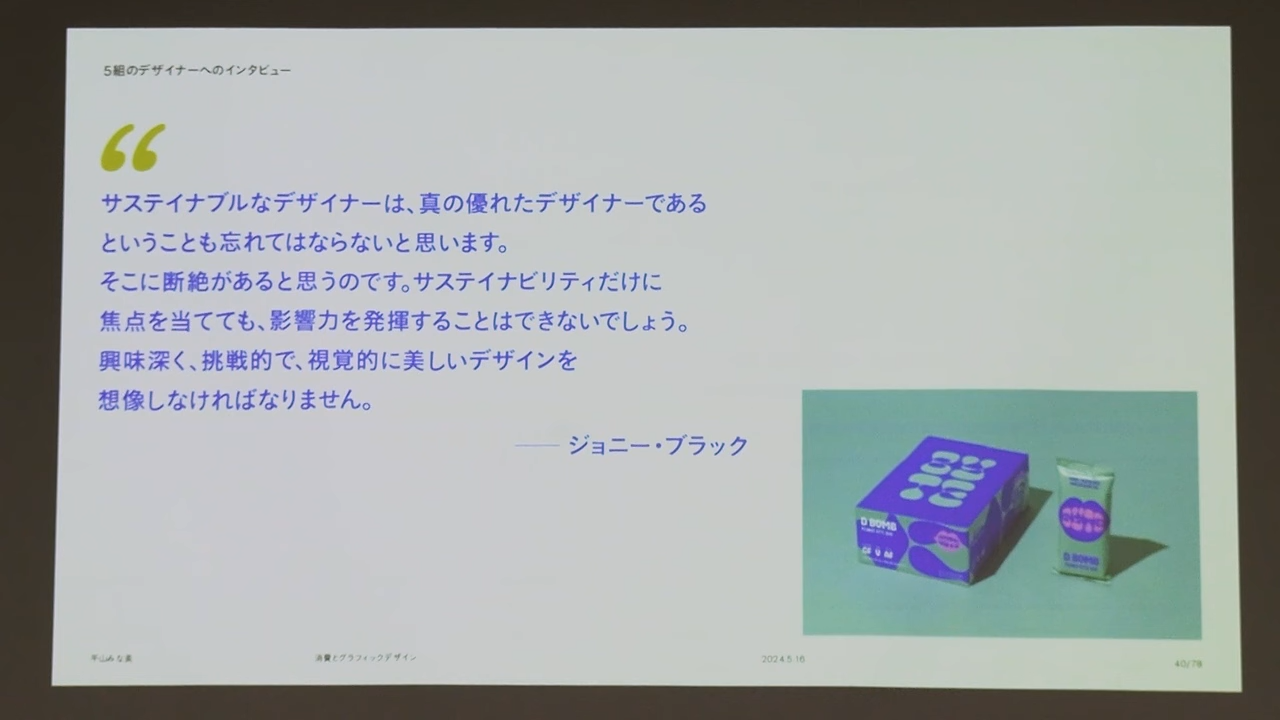 5組のデザイナーへのインタビュー
“
サステイナブルなデザイナーは、真の優れたデザイナーである
ということも忘れてはならないと思います。
そこに断絶があると思うのです。サステイナビリティだけに
焦点を当てても、影響力を発揮することはできないでしょう。
興味深く、挑戦的で、視覚的に美しいデザインを
想像しなければなりません。
—— ジョニー・ブラック
D BOMB
D BOMB
平山みな美
消費とグラフィックデザイン
2024.5.16
40/78